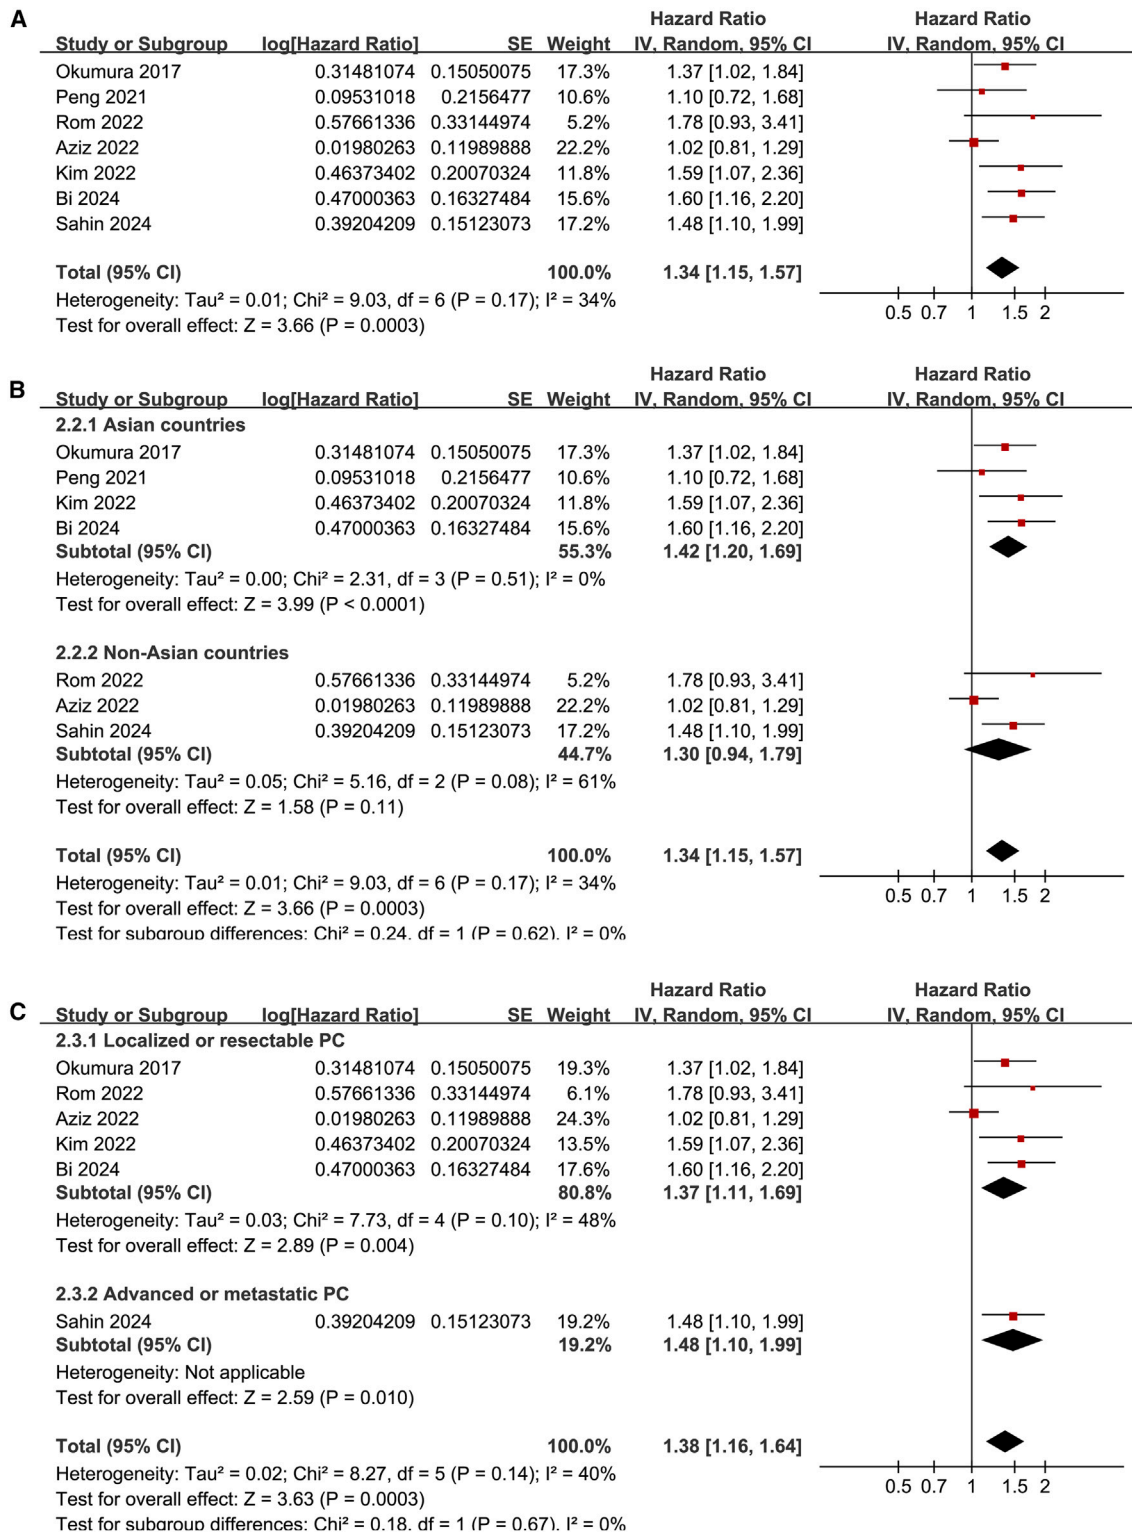 A
Hazard Ratio Hazard Ratio
Study or Subgroup log[Hazard Ratio] SE Weight IV, Random, 95% CI IV, Random, 95% CI
Okumura 2017 0.31481074 0.15050075 17.3% 1.37 [1.02, 1.84]
Peng 2021 0.09531018 0.2156477 10.6% 1.10 [0.72, 1.68]
Rom 2022 0.57661336 0.33144974 5.2% 1.78 [0.93, 3.41]
Aziz 2022 0.01980263 0.11989888 22.2% 1.02 [0.81, 1.29]
Kim 2022 0.46373402 0.20070324 11.8% 1.59 [1.07, 2.36]
Bi 2024 0.47000363 0.16327484 15.6% 1.60 [1.16, 2.20]
Sahin 2024 0.39204209 0.15123073 17.2% 1.48 [1.10, 1.99]
Total (95% CI) 100.0% 1.34 [1.15, 1.57]
Heterogeneity: Tau² = 0.01; Chi² = 9.03, df = 6 (P = 0.17); I² = 34%
Test for overall effect: Z = 3.66 (P = 0.0003)
0.5 0.7 1 1.5 2
B
Hazard Ratio Hazard Ratio
Study or Subgroup log[Hazard Ratio] SE Weight IV, Random, 95% CI IV, Random, 95% CI
2.2.1 Asian countries
Okumura 2017 0.31481074 0.15050075 17.3% 1.37 [1.02, 1.84]
Peng 2021 0.09531018 0.2156477 10.6% 1.10 [0.72, 1.68]
Kim 2022 0.46373402 0.20070324 11.8% 1.59 [1.07, 2.36]
Bi 2024 0.47000363 0.16327484 15.6% 1.60 [1.16, 2.20]
Subtotal (95% CI) 55.3% 1.42 [1.20, 1.69]
Heterogeneity: Tau² = 0.00; Chi² = 2.31, df = 3 (P = 0.51); I² = 0%
Test for overall effect: Z = 3.99 (P < 0.0001)
2.2.2 Non-Asian countries
Rom 2022 0.57661336 0.33144974 5.2% 1.78 [0.93, 3.41]
Aziz 2022 0.01980263 0.11989888 22.2% 1.02 [0.81, 1.29]
Sahin 2024 0.39204209 0.15123073 17.2% 1.48 [1.10, 1.99]
Subtotal (95% CI) 44.7% 1.30 [0.94, 1.79]
Heterogeneity: Tau² = 0.05; Chi² = 5.16, df = 2 (P = 0.08); I² = 61%
Test for overall effect: Z = 1.58 (P = 0.11)
Total (95% CI) 100.0% 1.34 [1.15, 1.57]
Heterogeneity: Tau² = 0.01; Chi² = 9.03, df = 6 (P = 0.17); I² = 34%
Test for overall effect: Z = 3.66 (P = 0.0003)
Test for subgroup differences: Chi² = 0.24, df = 1 (P = 0.62), I² = 0%
0.5 0.7 1 1.5 2
C
Hazard Ratio Hazard Ratio
Study or Subgroup log[Hazard Ratio] SE Weight IV, Random, 95% CI IV, Random, 95% CI
2.3.1 Localized or resectable PC
Okumura 2017 0.31481074 0.15050075 19.3% 1.37 [1.02, 1.84]
Rom 2022 0.57661336 0.33144974 6.1% 1.78 [0.93, 3.41]
Aziz 2022 0.01980263 0.11989888 24.3% 1.02 [0.81, 1.29]
Kim 2022 0.46373402 0.20070324 13.5% 1.59 [1.07, 2.36]
Bi 2024 0.47000363 0.16327484 17.6% 1.60 [1.16, 2.20]
Subtotal (95% CI) 80.8% 1.37 [1.11, 1.69]
Heterogeneity: Tau² = 0.03; Chi² = 7.73, df = 4 (P = 0.10); I² = 48%
Test for overall effect: Z = 2.89 (P = 0.004)
2.3.2 Advanced or metastatic PC
Sahin 2024 0.39204209 0.15123073 19.2% 1.48 [1.10, 1.99]
Subtotal (95% CI) 19.2% 1.48 [1.10, 1.99]
Heterogeneity: Not applicable
Test for overall effect: Z = 2.59 (P = 0.010)
Total (95% CI) 100.0% 1.38 [1.16, 1.64]
Heterogeneity: Tau² = 0.02; Chi² = 8.27, df = 5 (P = 0.14); I² = 40%
Test for overall effect: Z = 3.63 (P = 0.0003)
Test for subgroup differences: Chi² = 0.18, df = 1 (P = 0.67), I² = 0%
0.5 0.7 1 1.5 2